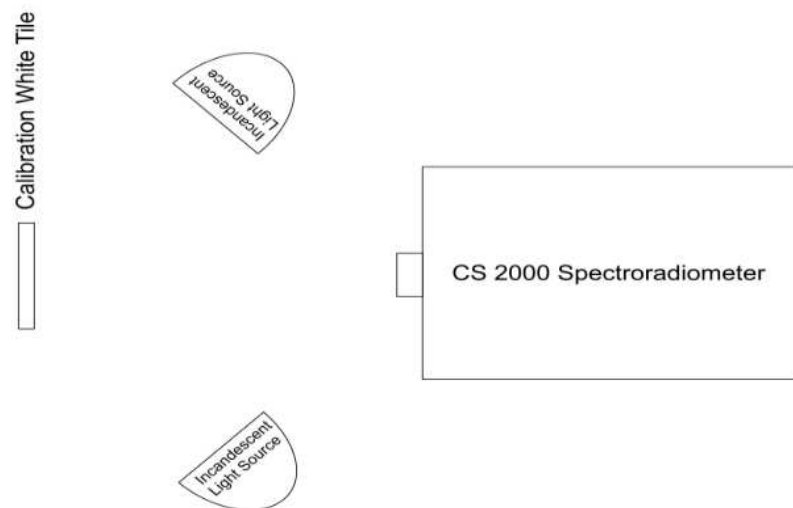 Calibration White Tile
Incandescent
Light Source
CS 2000 Spectroradiometer
Incandescent
Light Source